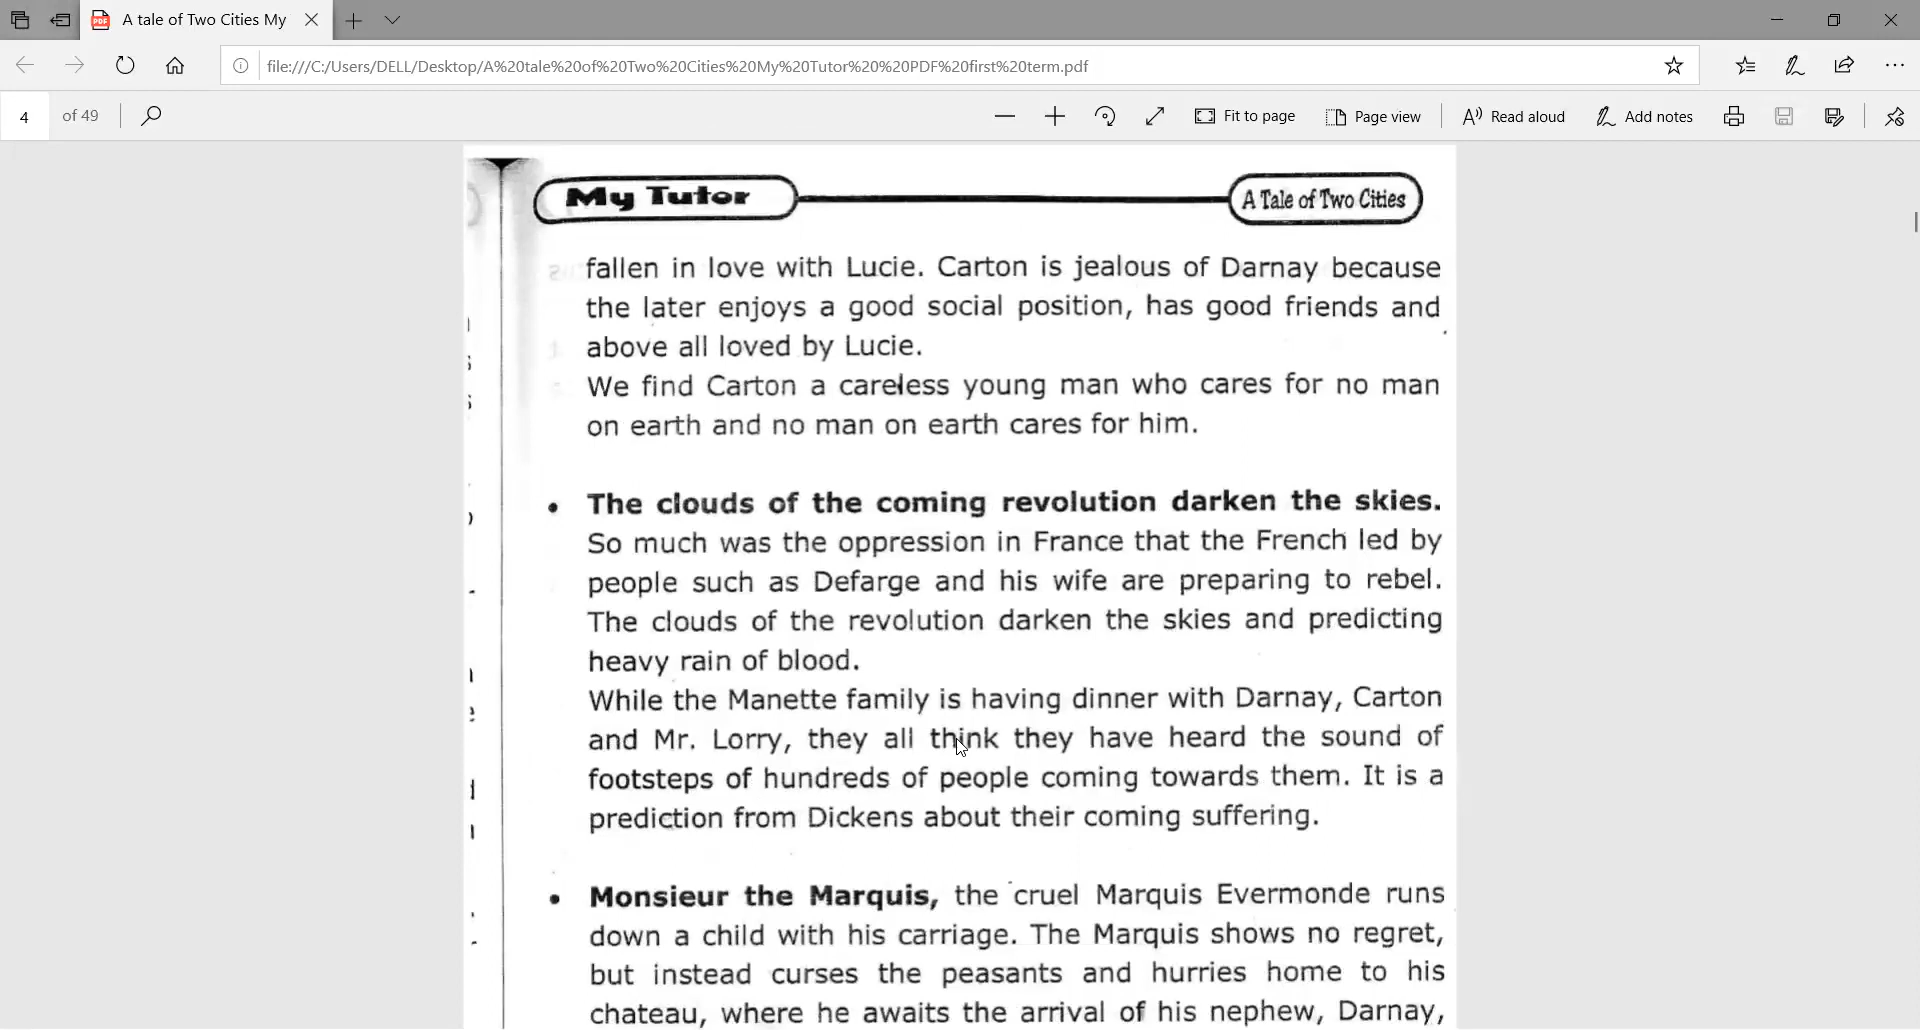 A tale of Two Cities My
file:///C:/Users/DELL/Desktop/A%20tale%20of%20Two%20Cities%20My%20Tutor%20%20PDF%20first%20term.pdf
4 of 49 Fit to page Page view Read aloud Add notes
My Tutor A Tale of Two Cities
fallen in love with Lucie. Carton is jealous of Darnay because
the later enjoys a good social position, has good friends and
above all loved by Lucie.
We find Carton a careless young man who cares for no man
on earth and no man on earth cares for him.
• The clouds of the coming revolution darken the skies.
So much was the oppression in France that the French led by
people such as Defarge and his wife are preparing to rebel.
The clouds of the revolution darken the skies and predicting
heavy rain of blood.
While the Manette family is having dinner with Darnay, Carton
and Mr. Lorry, they all think they have heard the sound of
footsteps of hundreds of people coming towards them. It is a
prediction from Dickens about their coming suffering.
• Monsieur the Marquis, the cruel Marquis Evermonde runs
down a child with his carriage. The Marquis shows no regret,
but instead curses the peasants and hurries home to his
chateau, where he awaits the arrival of his nephew, Darnay,